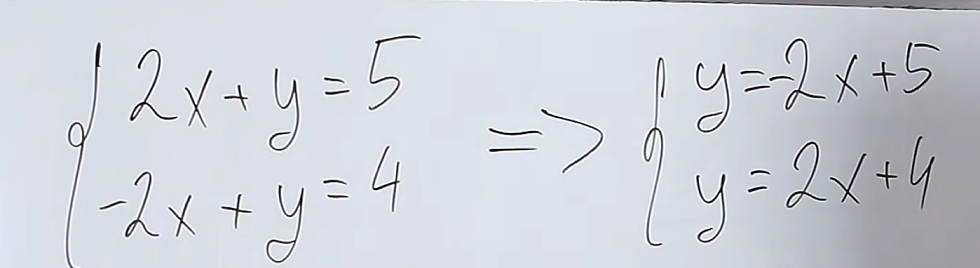 { 2x + y = 5 => { y = -2x + 5
-2x + y = 4 y = 2x + 4